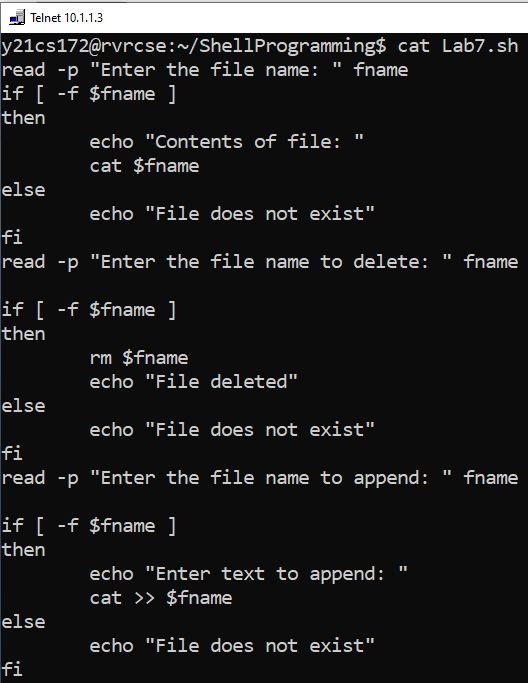 Telnet 10.1.1.3
y21cs172@rvrcse:~/ShellProgramming$ cat Lab7.sh
read -p "Enter the file name: " fname
if [ -f $fname ]
then
        echo "Contents of file: "
        cat $fname
else
        echo "File does not exist"
fi
read -p "Enter the file name to delete: " fname

if [ -f $fname ]
then
        rm $fname
        echo "File deleted"
else
        echo "File does not exist"
fi
read -p "Enter the file name to append: " fname

if [ -f $fname ]
then
        echo "Enter text to append: "
        cat >> $fname
else
        echo "File does not exist"
fi